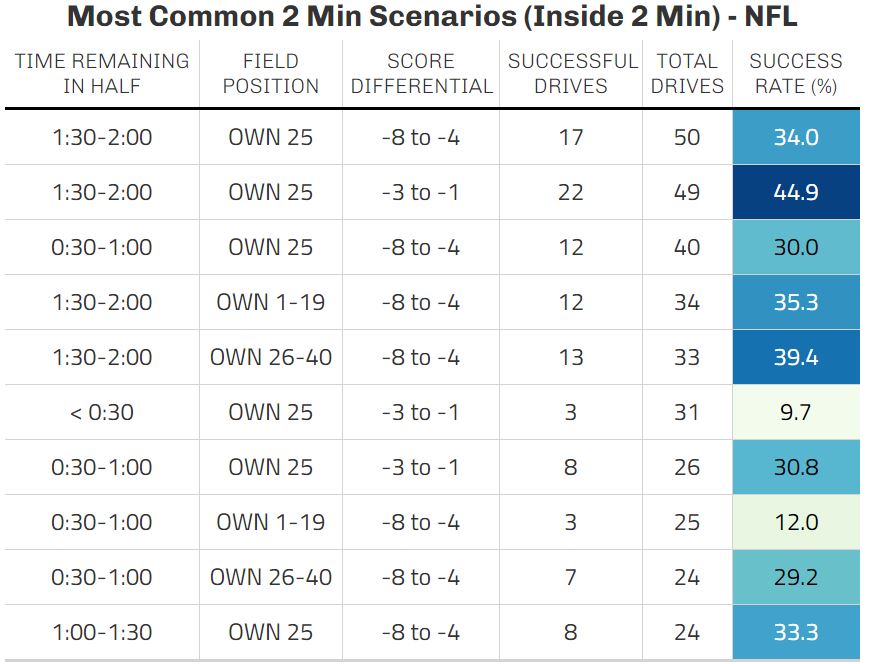 Most Common 2 Min Scenarios (Inside 2 Min) - NFL
TIME REMAINING IN HALF FIELD POSITION SCORE DIFFERENTIAL SUCCESSFUL DRIVES TOTAL DRIVES SUCCESS RATE (%)
1:30-2:00 OWN 25 -8 to -4 17 50 34.0
1:30-2:00 OWN 25 -3 to -1 22 49 44.9
0:30-1:00 OWN 25 -8 to -4 12 40 30.0
1:30-2:00 OWN 1-19 -8 to -4 12 34 35.3
1:30-2:00 OWN 26-40 -8 to -4 13 33 39.4
< 0:30 OWN 25 -3 to -1 3 31 9.7
0:30-1:00 OWN 25 -3 to -1 8 26 30.8
0:30-1:00 OWN 1-19 -8 to -4 3 25 12.0
0:30-1:00 OWN 26-40 -8 to -4 7 24 29.2
1:00-1:30 OWN 25 -8 to -4 8 24 33.3